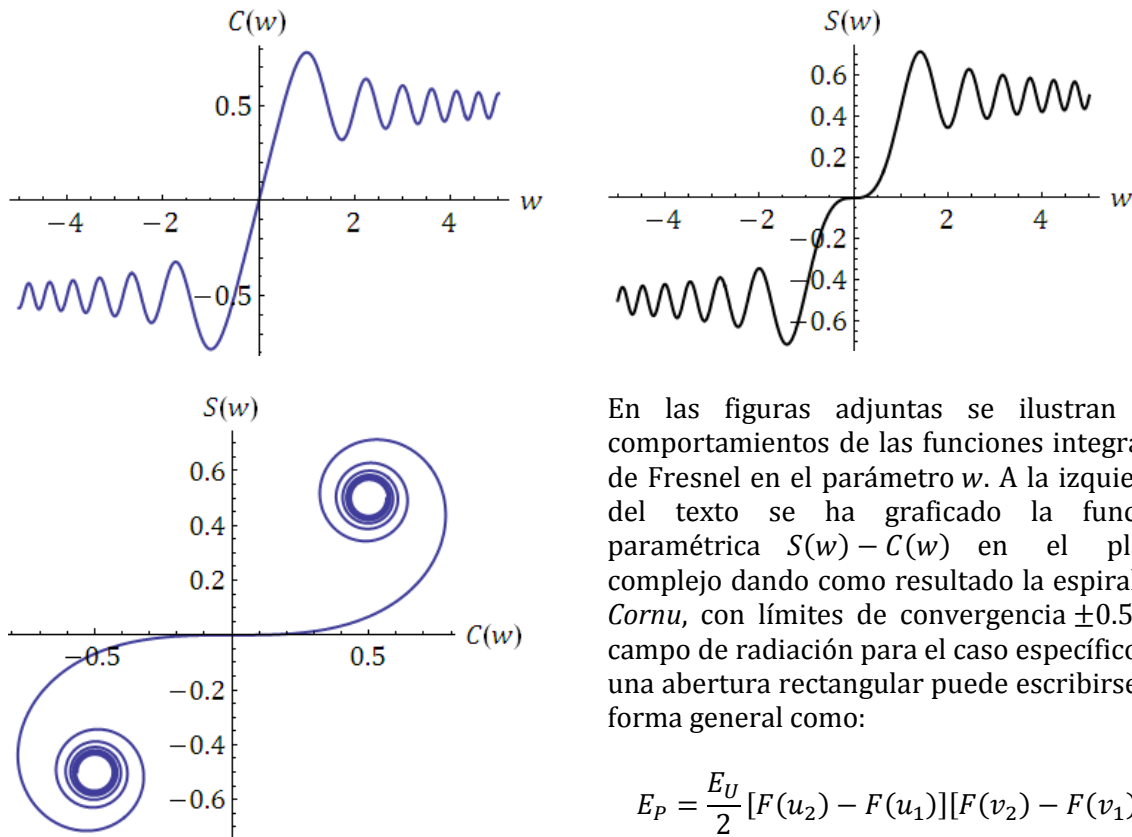 C(w)
0.5
w
−4
−2
2
4
−0.5
S(w)
0.6
0.4
0.2
w
−4
−2
2
4
−0.2
−0.4
−0.6
S(w)
0.6
0.4
0.2
C(w)
−0.5
0.5
−0.2
−0.4
−0.6
En las figuras adjuntas se ilustran
comportamientos de las funciones integra
de Fresnel en el parámetro w. A la izquie
del texto se ha graficado la func
paramétrica S(w) − C(w) en el pl
complejo dando como resultado la espiral
Cornu, con límites de convergencia ±0.5
campo de radiación para el caso específico
una abertura rectangular puede escribirse
forma general como:
E_P = E_U/2 [F(u_2) − F(u_1)][F(v_2) − F(v_1)